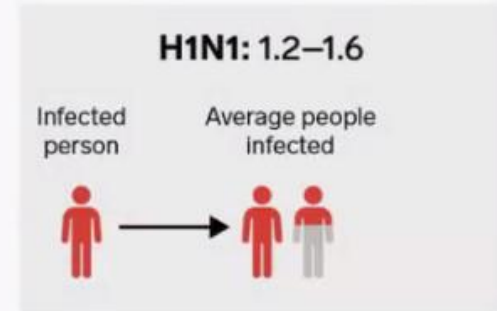 H1N1: 1.2–1.6
Infected
person
Average people
infected